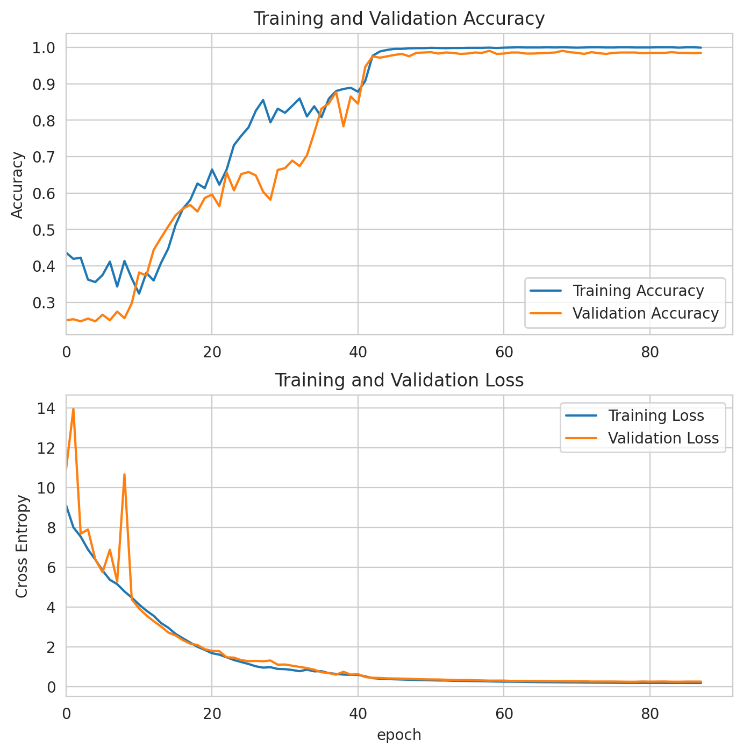 Training and Validation Accuracy
1.0
0.9
0.8
0.7
0.6
0.5
0.4
0.3
Accuracy
Training Accuracy
Validation Accuracy
0 20 40 60 80
Training and Validation Loss
14
12
10
8
6
4
2
0
Cross Entropy
Training Loss
Validation Loss
0 20 40 60 80
epoch